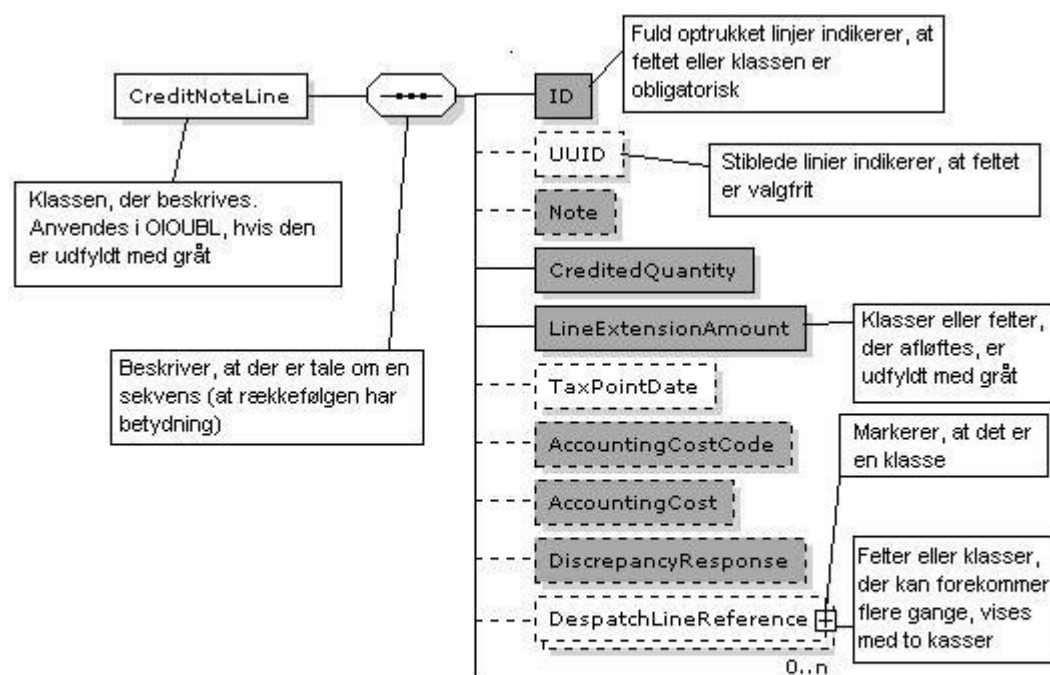 Fuld optrukket linjer indikerer, at
feltet eller klassen er
obligatorisk
CreditNoteLine
ID
UUID
Stiblede linier indikerer, at feltet
er valgfrit
Klassen, der beskrives.
Anvendes i OIOUBL, hvis den
er udfyldt med gråt
Note
CreditedQuantity
LineExtensionAmount
Klasser eller felter,
der afløftes, er
udfyldt med gråt
Beskriver, at der er tale om en
sekvens (at rækkefølgen har
betydning)
TaxPointDate
AccountingCostCode
Markerer, at det er
en klasse
AccountingCost
DiscrepancyResponse
Felter eller klasser,
der kan forekommer
flere gange, vises
med to kasser
DespatchLineReference
0..n